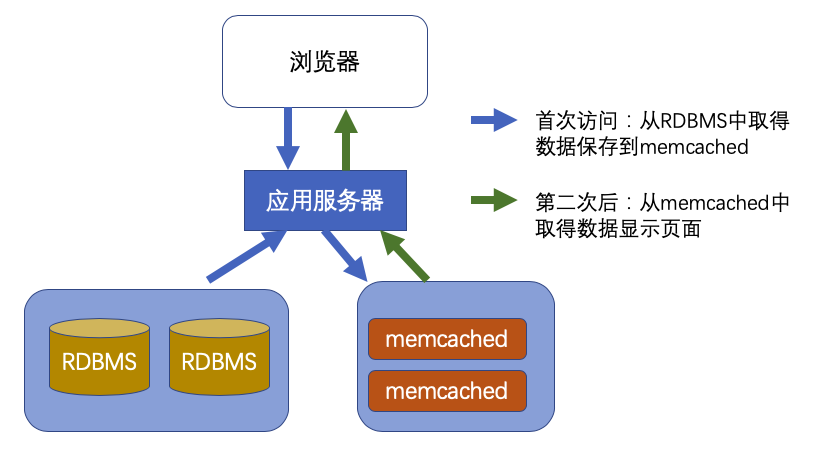 浏览器
首次访问：从RDBMS中取得
数据保存到memcached
应用服务器
第二次后：从memcached中
取得数据显示页面
RDBMS
RDBMS
memcached
memcached